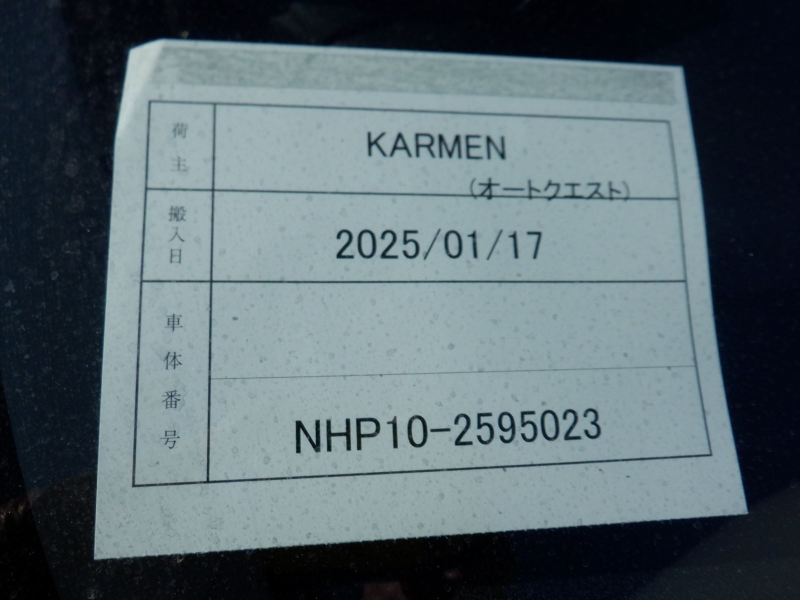 荷主
KARMEN
(オートクエスト)
搬入日
2025/01/17
車体番号
NHP10-2595023